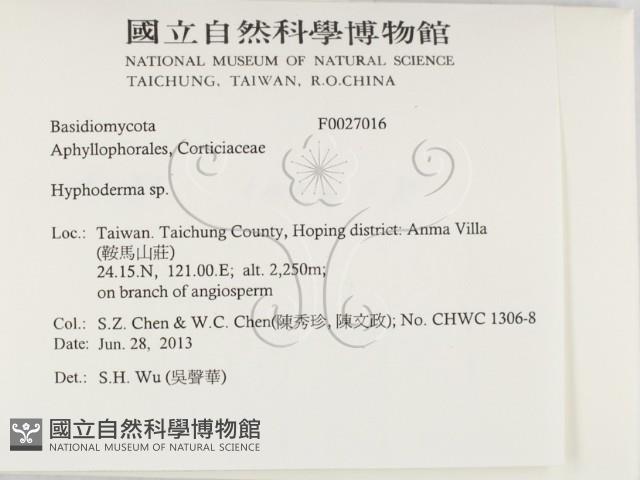 國立自然科學博物館
NATIONAL MUSEUM OF NATURAL SCIENCE
TAICHUNG, TAIWAN, R.O.CHINA
Basidiomycota F0027016
Aphyllophorales, Corticiaceae
Hyphoderma sp.
Loc.: Taiwan. Taichung County, Hoping district: Anma Villa
(鞍馬山莊)
24.15.N, 121.00.E; alt. 2,250m;
on branch of angiosperm
Col.: S.Z. Chen & W.C. Chen(陳秀珍, 陳文政); No. CHWC 1306-8
Date: Jun. 28, 2013
Det.: S.H. Wu (吳聲華)
國立自然科學博物館
NATIONAL MUSEUM OF NATURAL SCIENCE